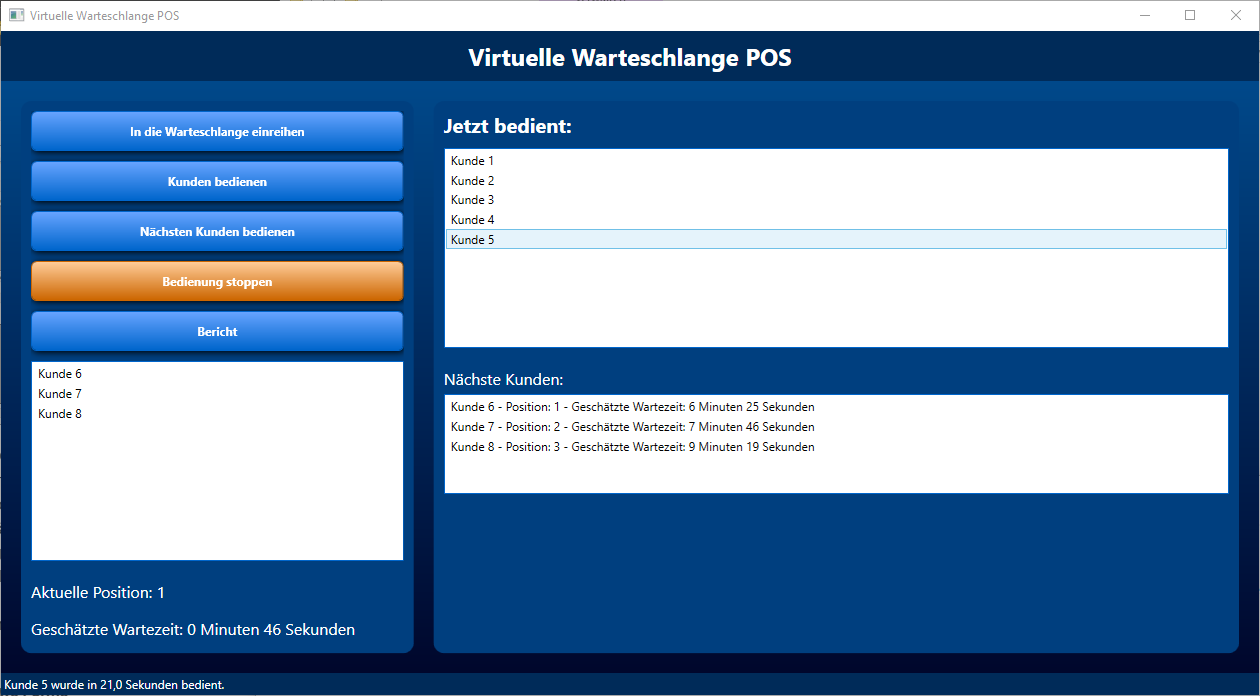 Virtuelle Warteschlange POS
Virtuelle Warteschlange POS
In die Warteschlange einreihen
Kunden bedienen
Nächsten Kunden bedienen
Bedienung stoppen
Bericht
Kunde 6
Kunde 7
Kunde 8
Aktuelle Position: 1
Geschätzte Wartezeit: 0 Minuten 46 Sekunden
Jetzt bedient:
Kunde 1
Kunde 2
Kunde 3
Kunde 4
Kunde 5
Nächste Kunden:
Kunde 6 - Position: 1 - Geschätzte Wartezeit: 6 Minuten 25 Sekunden
Kunde 7 - Position: 2 - Geschätzte Wartezeit: 7 Minuten 46 Sekunden
Kunde 8 - Position: 3 - Geschätzte Wartezeit: 9 Minuten 19 Sekunden
Kunde 5 wurde in 21,0 Sekunden bedient.